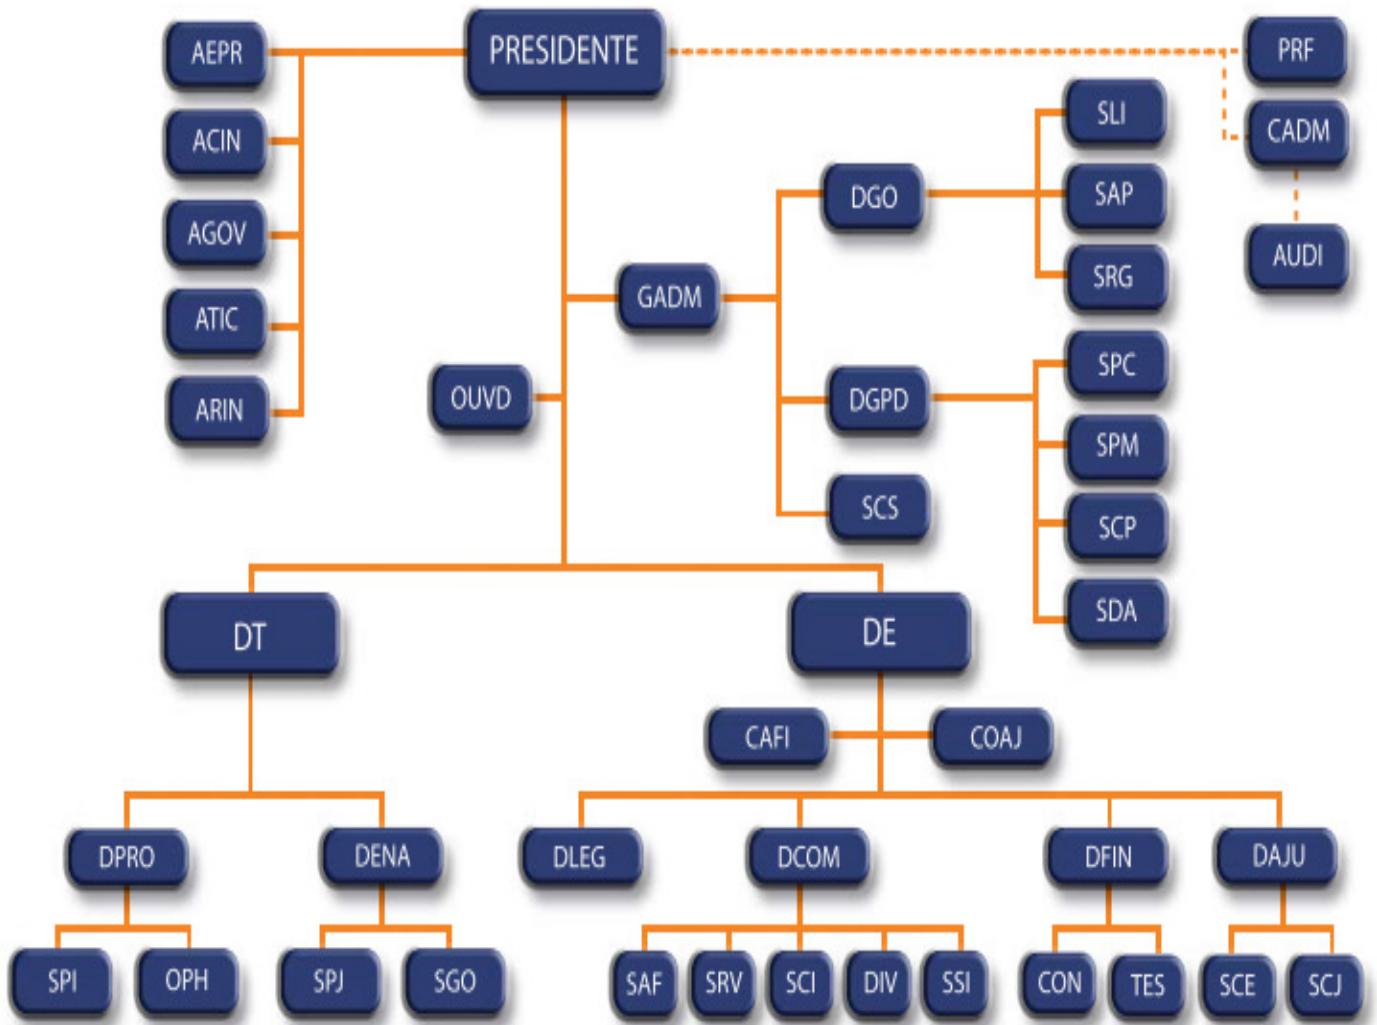 PRESIDENTE
AEPR
ACIN
AGOV
ATIC
ARIN
PRF
CADM
AUDI
OUVD
GADM
DGO
SLI
SAP
SRG
DGPD
SPC
SPM
SCP
SDA
SCS
DT
DE
CAFI
COAJ
DPRO
DENA
DLEG
DCOM
DFIN
DAJU
SPI
OPH
SPJ
SGO
SAF
SRV
SCI
DIV
SSI
CON
TES
SCE
SCJ